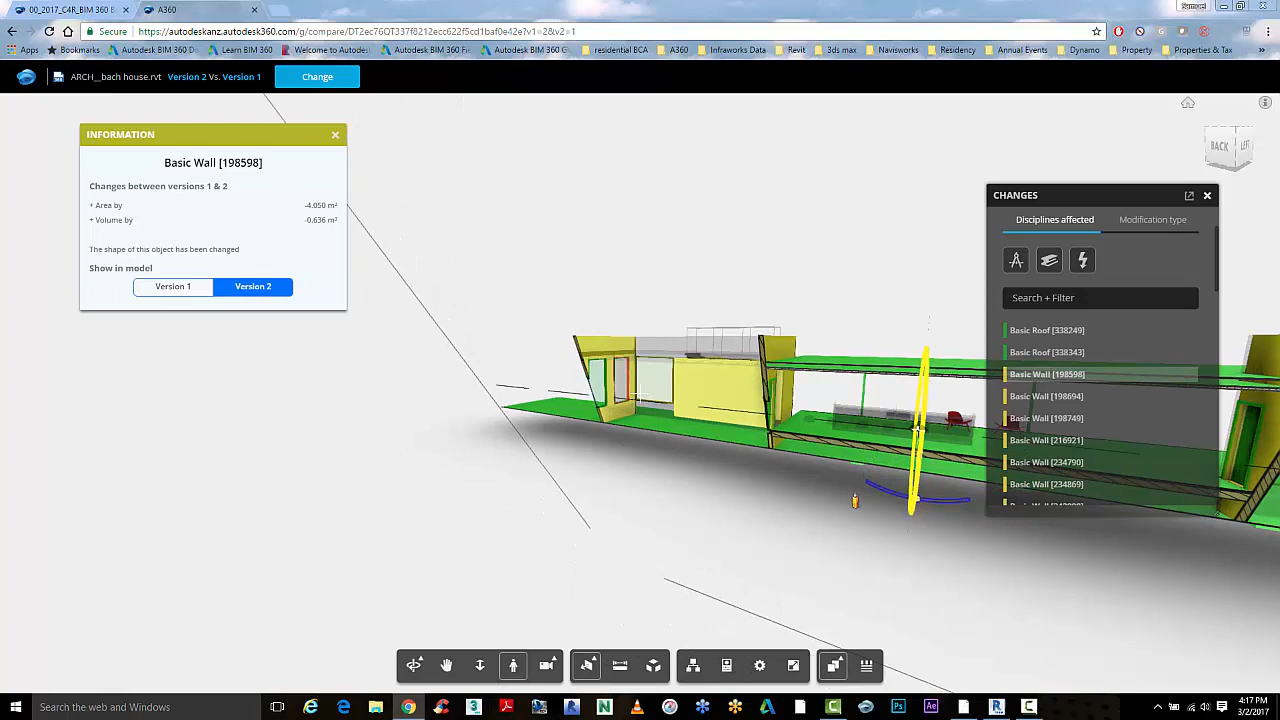 00_2017_C4R_BIM 360 B
A360
https://autodeskanz.autodesk360.com/g/compare/DT2ec76QT337f8212ecc622f5cd1baf0e42e?v1=2&v2=1
Apps
Bookmarks
Autodesk BIM 360 Do
Learn BIM 360
Welcome to Autodes
Autodesk BIM 360 Fi
Autodesk BIM 360 G
residential BCA
A360
Infraworks Data
Revit
3ds max
Navisworks
Residency
Annual Events
Dynamo
Property
Properties & Tax
ARCH__bach house.rvt
Version 2 Vs. Version 1
Change
INFORMATION
Basic Wall [198598]
Changes between versions 1 & 2
+ Area by -4.050 m²
+ Volume by -0.636 m³
The shape of this object has been changed
Show in model
Version 1
Version 2
BACK
LEFT
CHANGES
Disciplines affected
Modification type
Search + Filter
Basic Roof [338249]
Basic Roof [338343]
Basic Wall [198598]
Basic Wall [198694]
Basic Wall [198749]
Basic Wall [216921]
Basic Wall [234790]
Basic Wall [234869]
Search the web and Windows
4:17 PM
3/2/2017